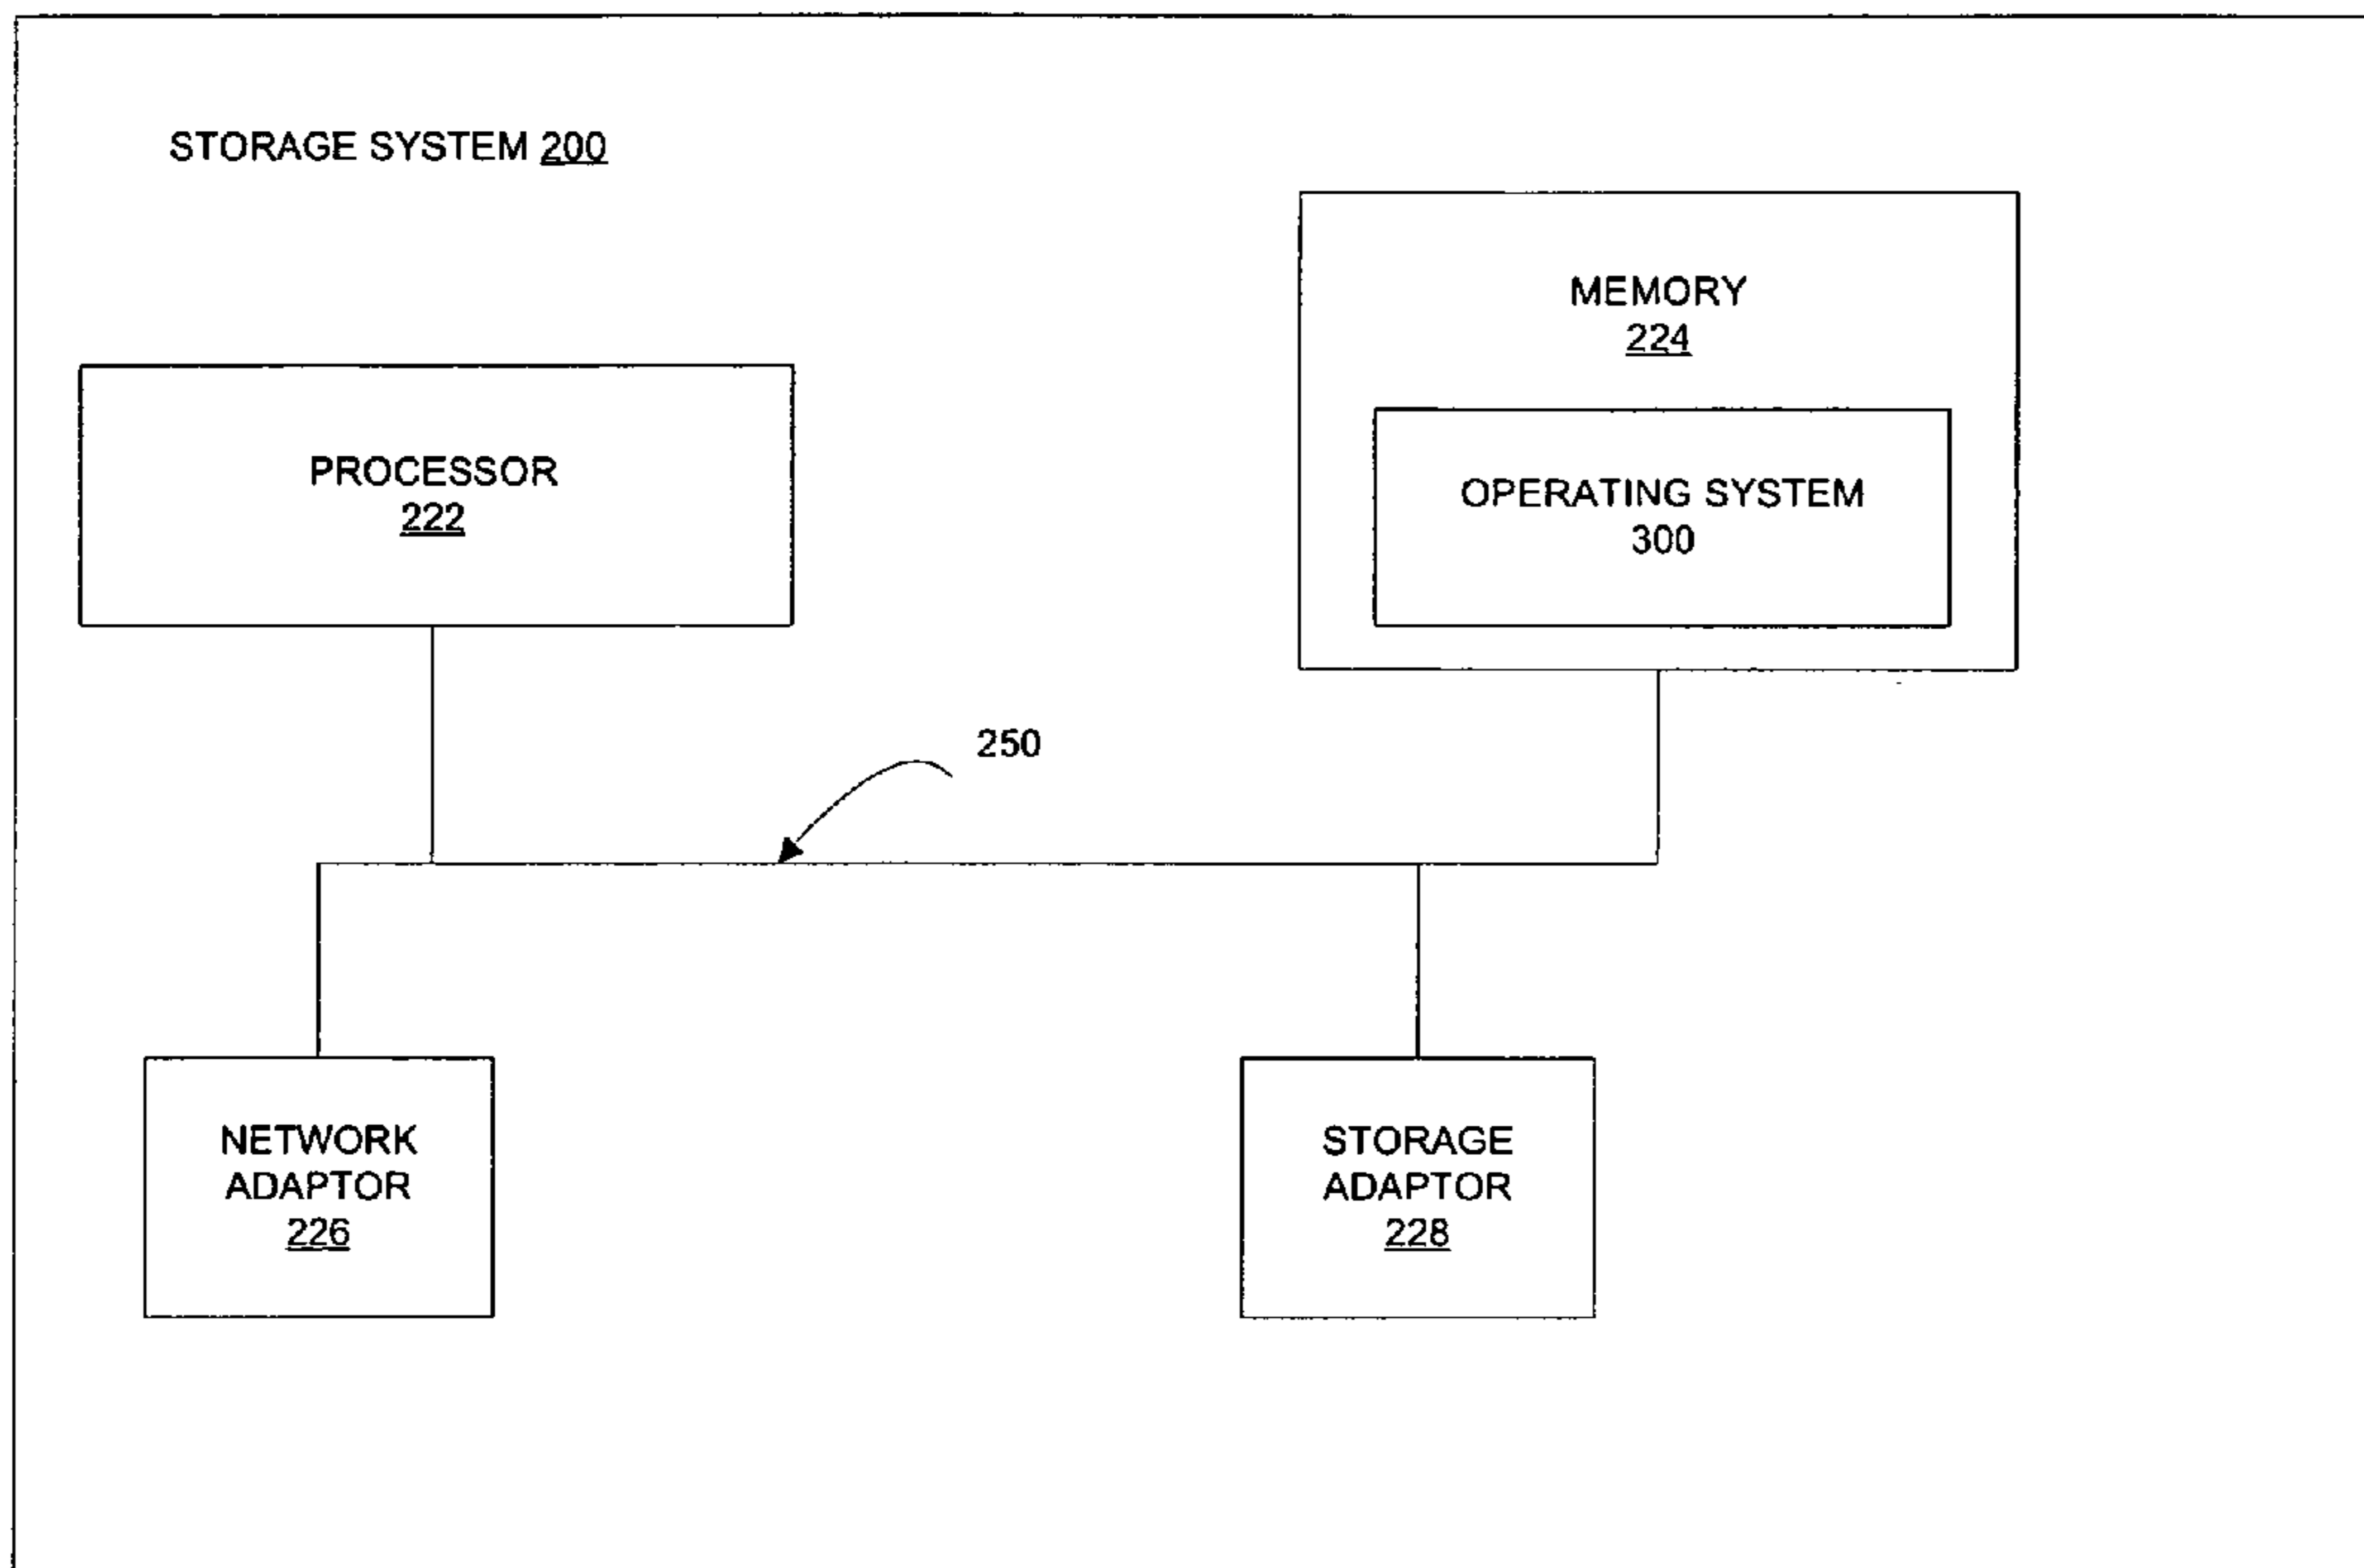 STORAGE SYSTEM 200
MEMORY
224
PROCESSOR
222
OPERATING SYSTEM
300
250
NETWORK
ADAPTOR
226
STORAGE
ADAPTOR
228